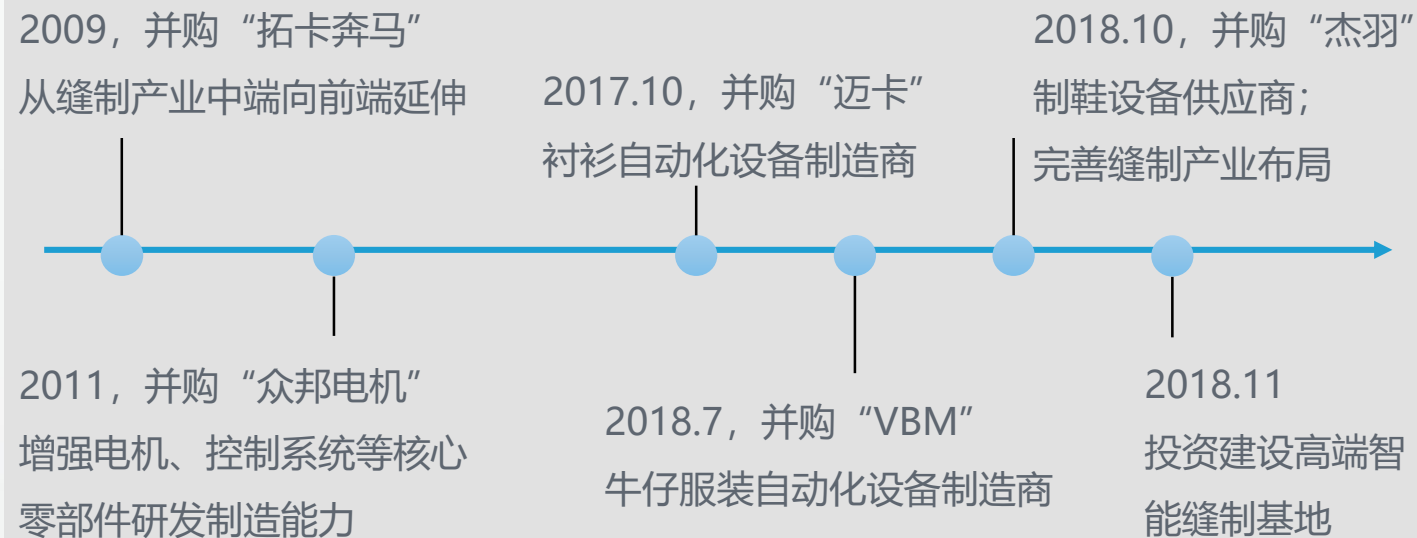 2009，并购“拓卡奔马”
从缝制产业中端向前端延伸
2011，并购“众邦电机”
增强电机、控制系统等核心
零部件研发制造能力
2017.10，并购“迈卡”
衬衫自动化设备制造商
2018.7，并购“VBM”
牛仔服装自动化设备制造商
2018.10，并购“杰羽”
制鞋设备供应商；
完善缝制产业布局
2018.11
投资建设高端智
能缝制基地